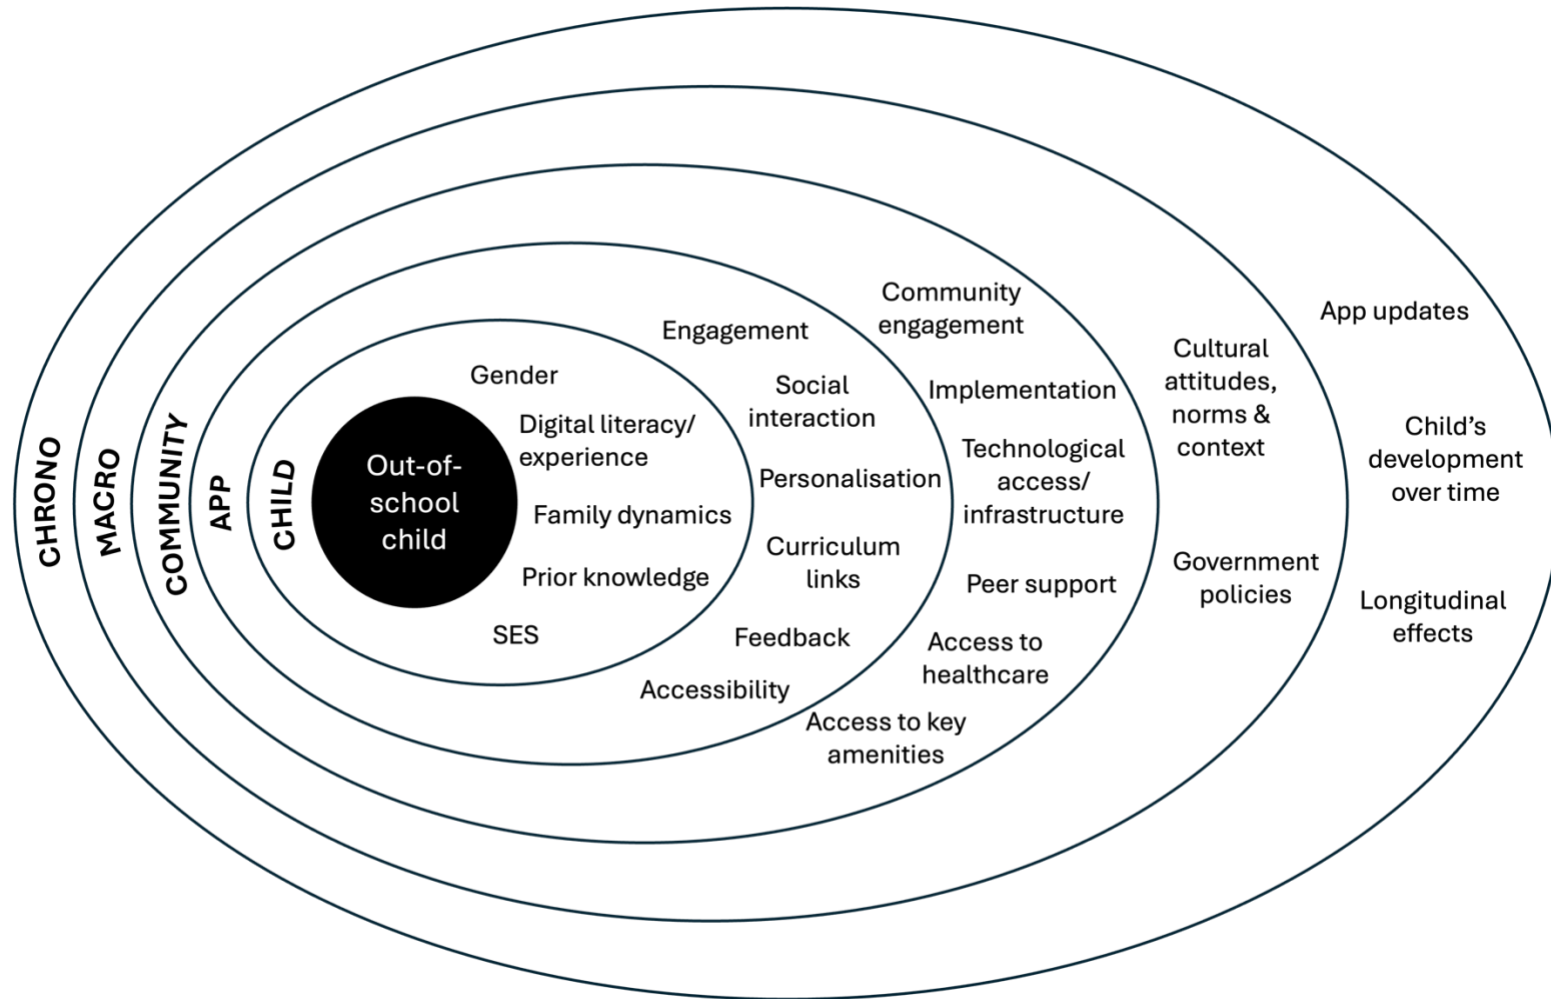 CHRONO
MACRO
COMMUNITY
APP
CHILD
Out-of-
school
child
Gender
Digital literacy/
experience
Family dynamics
Prior knowledge
SES
Engagement
Social
interaction
Personalisation
Curriculum
links
Feedback
Accessibility
Community
engagement
Implementation
Technological
access/
infrastructure
Peer support
Access to
healthcare
Access to key
amenities
Cultural
attitudes,
norms &
context
Government
policies
App updates
Child’s
development
over time
Longitudinal
effects